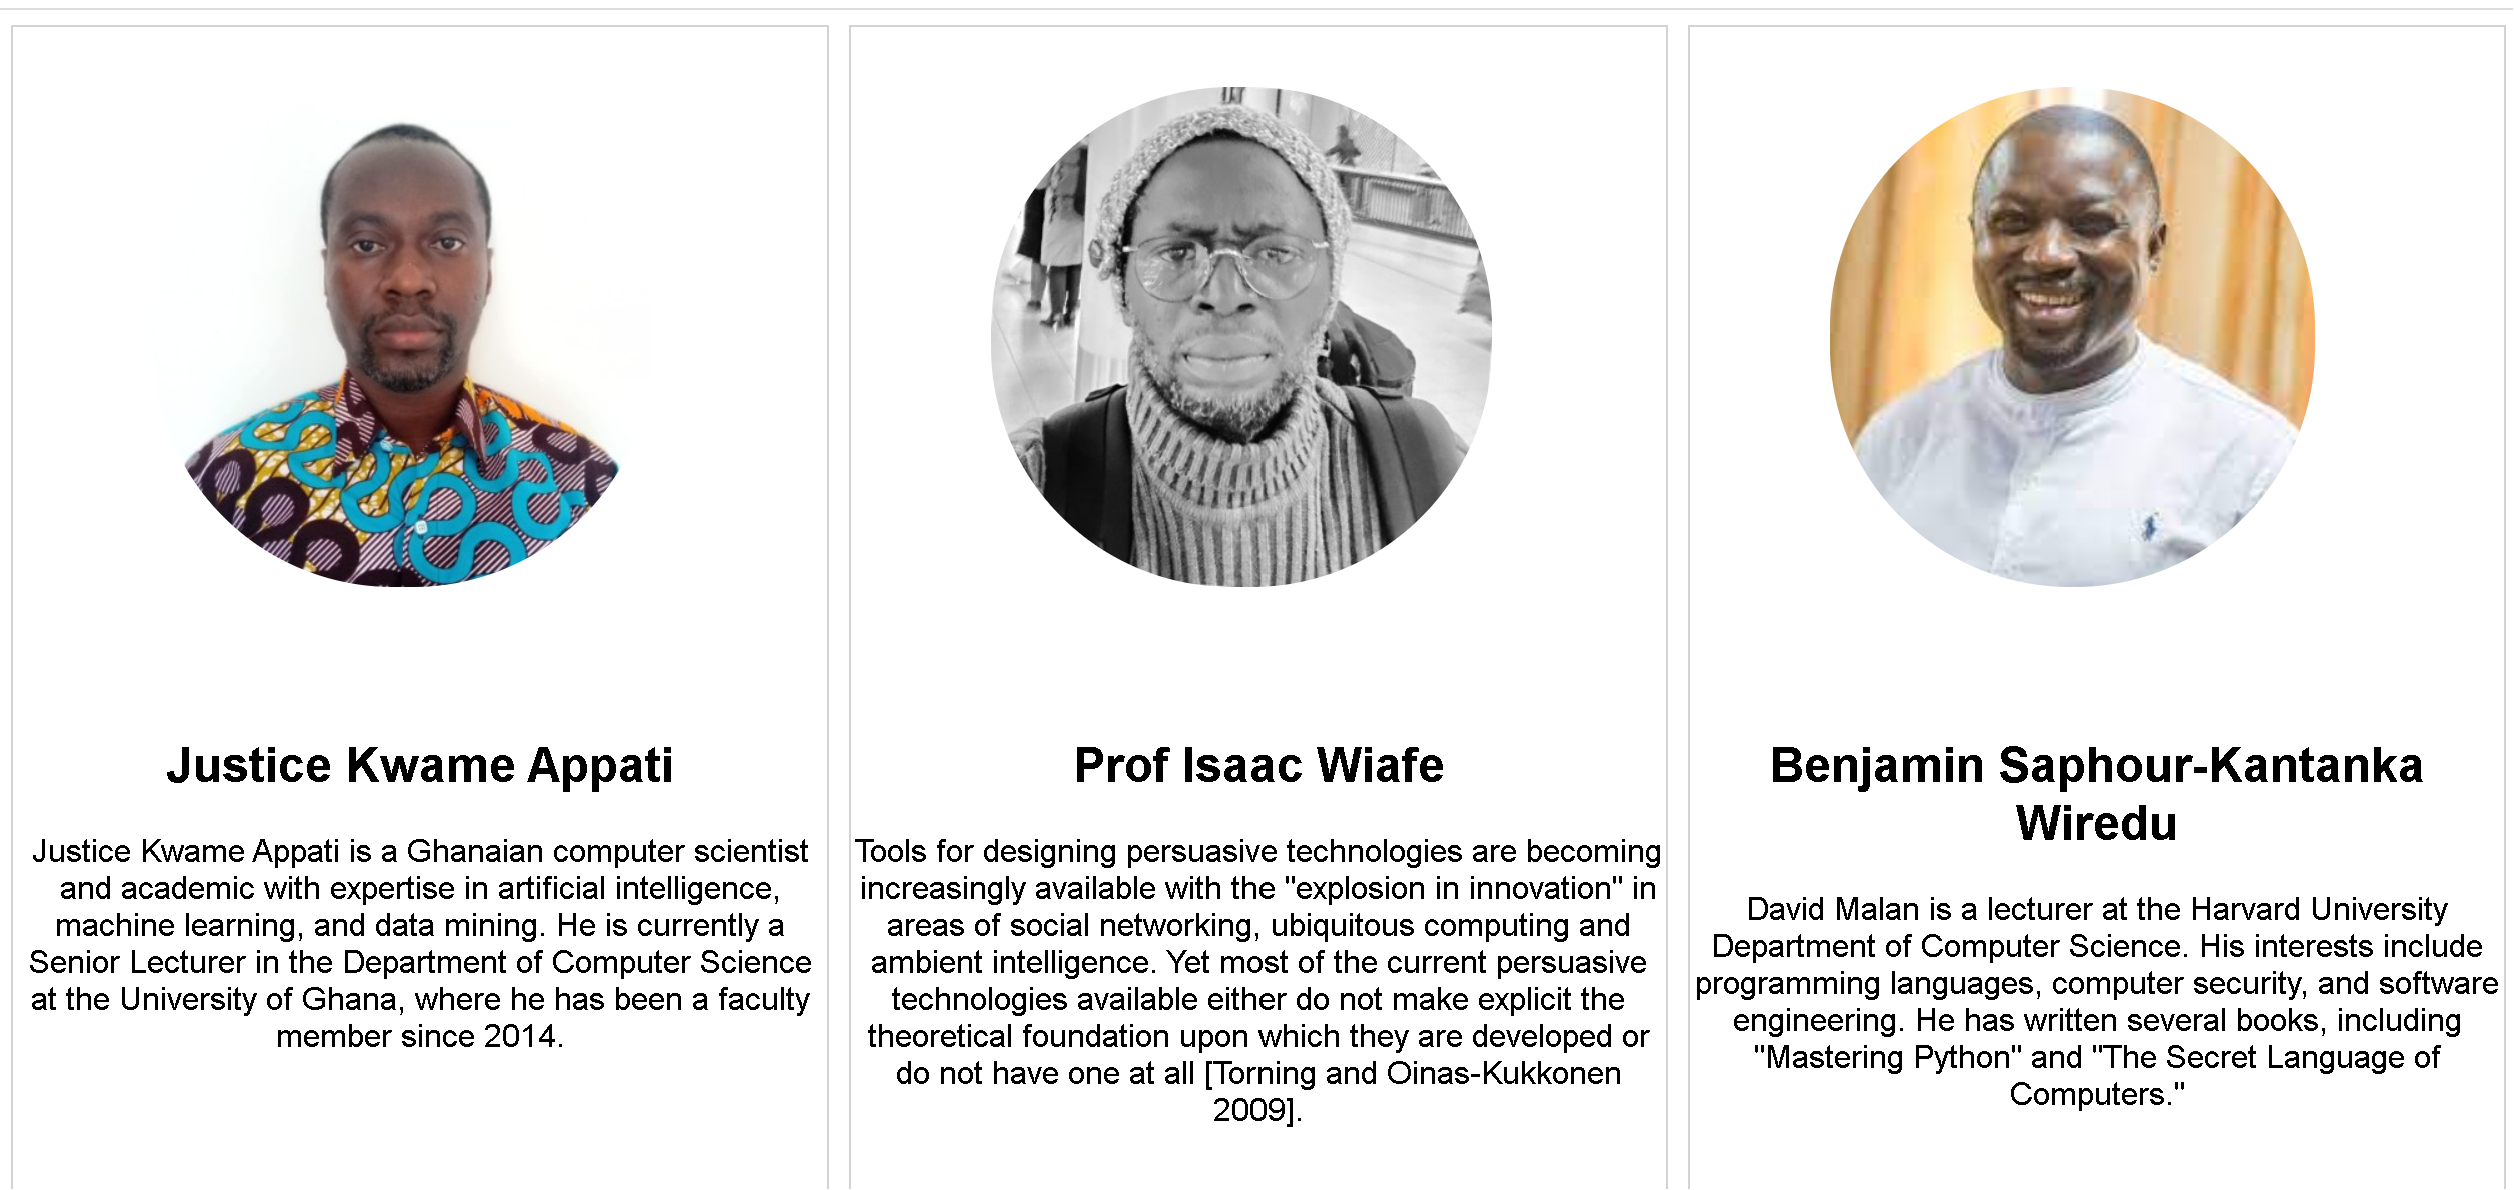 Justice Kwame Appati
Justice Kwame Appati is a Ghanaian computer scientist
and academic with expertise in artificial intelligence,
machine learning, and data mining. He is currently a
Senior Lecturer in the Department of Computer Science
at the University of Ghana, where he has been a faculty
member since 2014.
Prof Isaac Wiafe
Tools for designing persuasive technologies are becoming
increasingly available with the "explosion in innovation" in
areas of social networking, ubiquitous computing and
ambient intelligence. Yet most of the current persuasive
technologies available either do not make explicit the
theoretical foundation upon which they are developed or
do not have one at all [Torning and Oinas-Kukkonen
2009].
Benjamin Saphour-Kantanka
Wiredu
David Malan is a lecturer at the Harvard University
Department of Computer Science. His interests include
programming languages, computer security, and software
engineering. He has written several books, including
"Mastering Python" and "The Secret Language of
Computers."